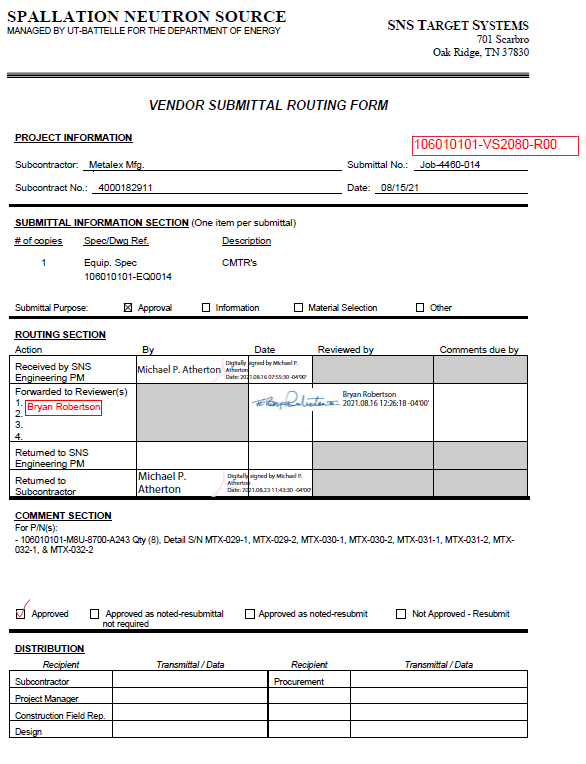 SPALLATION NEUTRON SOURCE
MANAGED BY UT-BATTELLE FOR THE DEPARTMENT OF ENERGY
SNS TARGET SYSTEMS
701 Scarbro
Oak Ridge, TN 37830
VENDOR SUBMITTAL ROUTING FORM
PROJECT INFORMATION
106010101-VS2080-R00
Subcontractor: Metalex Mfg. Submittal No.: Job-4460-014
Subcontract No.: 4000182911 Date: 08/15/21
SUBMITTAL INFORMATION SECTION (One item per submittal)
# of copies Spec/Dwg Ref. Description
1 Equip. Spec CMTR's
106010101-EQ0014
Submittal Purpose: Approval Information Material Selection Other
ROUTING SECTION
Action By Date Reviewed by Comments due by
Received by SNS
Engineering PM
Michael P. Atherton
Digitally signed by Michael P.
Atherton
Date: 2021.08.16 07:55:30 -04'00'
Forwarded to Reviewer(s)
1. Bryan Robertson
2.
3.
4.
Bryan Robertson
2021.08.16 12:26:18 -04'00'
Returned to SNS
Engineering PM
Returned to
Subcontractor
Michael P.
Atherton
Digitally signed by Michael P.
Atherton
Date: 2021.08.23 11:43:30 -04'00'
COMMENT SECTION
For P/N(s):
- 106010101-M8U-8700-A243 Qty (8), Detail S/N MTX-029-1, MTX-029-2, MTX-030-1, MTX-030-2, MTX-031-1, MTX-031-2, MTX-
032-1, & MTX-032-2
Approved Approved as noted-resubmittal Approved as noted-resubmit Not Approved - Resubmit
not required
DISTRIBUTION
Recipient Transmittal / Data Recipient Transmittal / Data
Subcontractor Procurement
Project Manager
Construction Field Rep.
Design